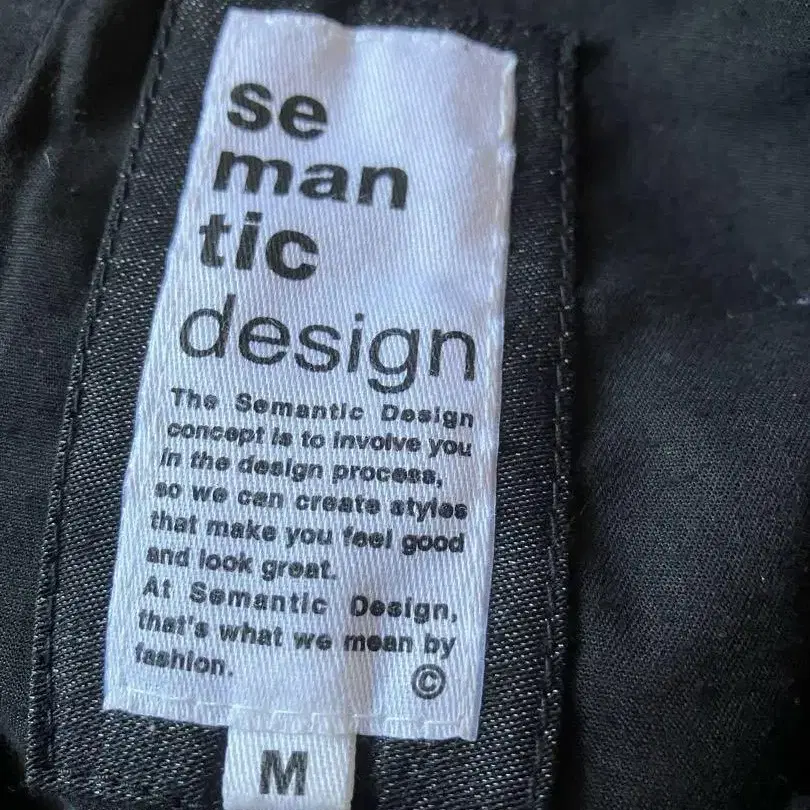 se
man
tic
design
The Semantic Design
concept is to involve you
in the design process,
so we can create styles
that make you feel good
and look great.
At Semantic Design,
that's what we mean by
fashion.
©
M